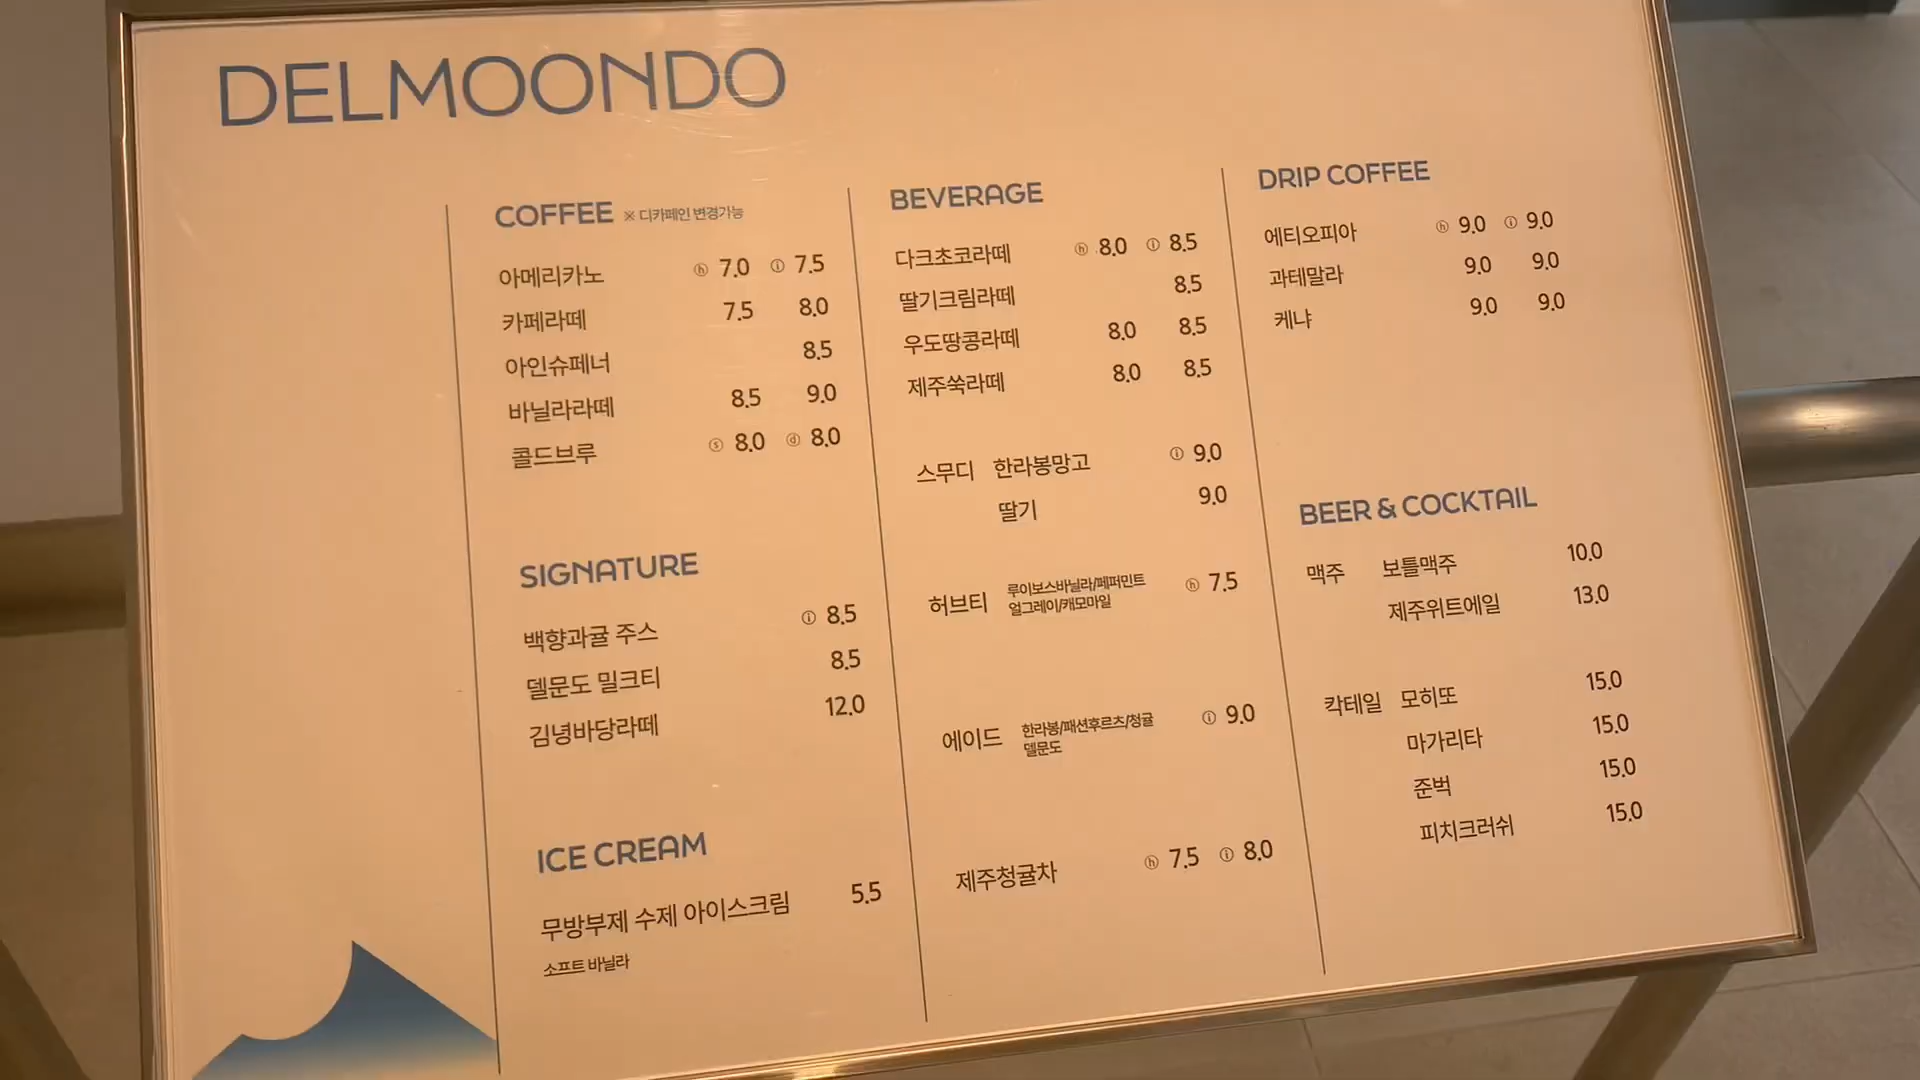 DELMOONDO
COFFEE ※ 디카페인 변경가능
아메리카노 ⓗ 7.0 ⓘ 7.5
카페라떼 7.5 8.0
아인슈페너 8.5
바닐라라떼 8.5 9.0
콜드브루 ⓢ 8.0 ⓓ 8.0
SIGNATURE
백향과귤 주스 ⓘ 8.5
델문도 밀크티 8.5
김녕바당라떼 12.0
ICE CREAM
무방부제 수제 아이스크림 5.5
소프트 바닐라
BEVERAGE
다크초코라떼 ⓗ 8.0 ⓘ 8.5
딸기크림라떼 8.5
우도땅콩라떼 8.0 8.5
제주쑥라떼 8.0 8.5
스무디 한라봉망고 ⓘ 9.0
딸기 9.0
허브티 루이보스바닐라/페퍼민트 ⓗ 7.5
얼그레이/캐모마일
에이드 한라봉/패션후르츠/청귤 ⓘ 9.0
델문도
제주청귤차 ⓗ 7.5 ⓘ 8.0
DRIP COFFEE
에티오피아 ⓗ 9.0 ⓘ 9.0
과테말라 9.0 9.0
케냐 9.0 9.0
BEER & COCKTAIL
맥주 보틀맥주 10.0
제주위트에일 13.0
칵테일 모히또 15.0
마가리타 15.0
준벅 15.0
피치크러쉬 15.0